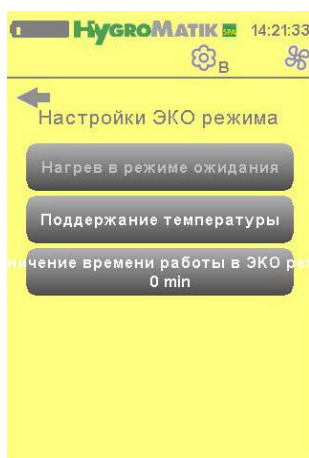 HYGROMATIK SPA 14:21:33
B
Настройки ЭКО режима
Нагрев в режиме ожидания
Поддержание температуры
ничение времени работы в ЭКО ре
0 min